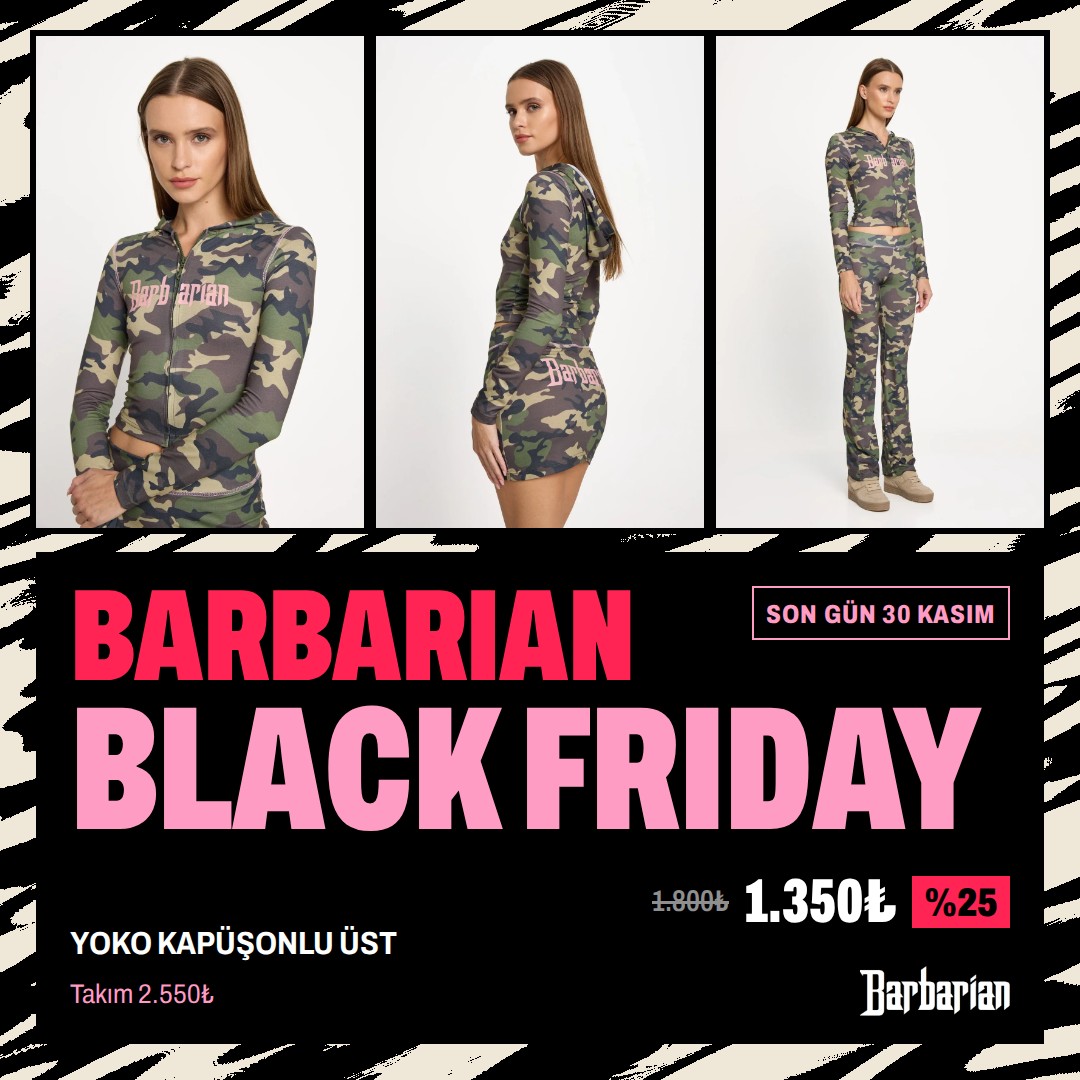 Barbarian
Barbar
Barbarian
BARBARIAN
SON GÜN 30 KASIM
BLACK FRIDAY
1.800₺ 1.350₺ %25
YOKO KAPÜŞONLU ÜST
Takım 2.550₺
Barbarian